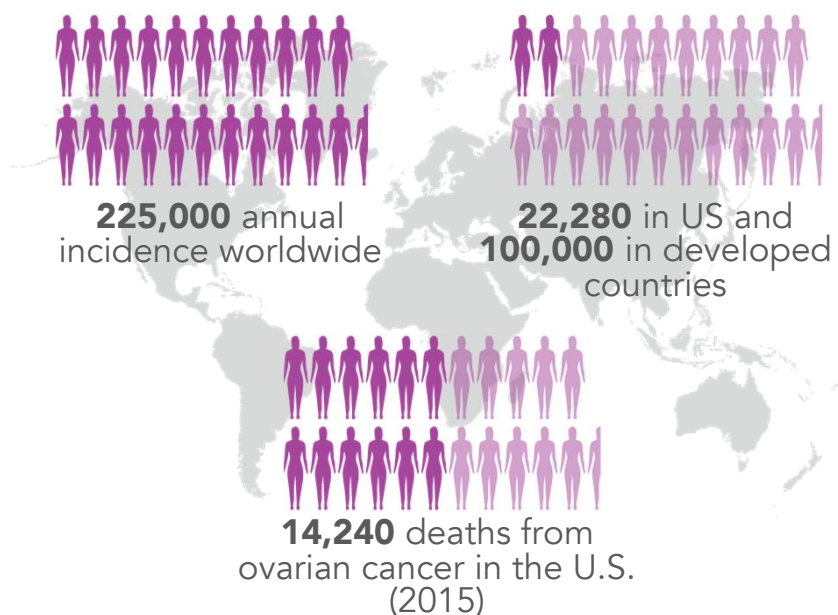 225,000 annual
incidence worldwide
22,280 in US and
100,000 in developed
countries
14,240 deaths from
ovarian cancer in the U.S.
(2015)